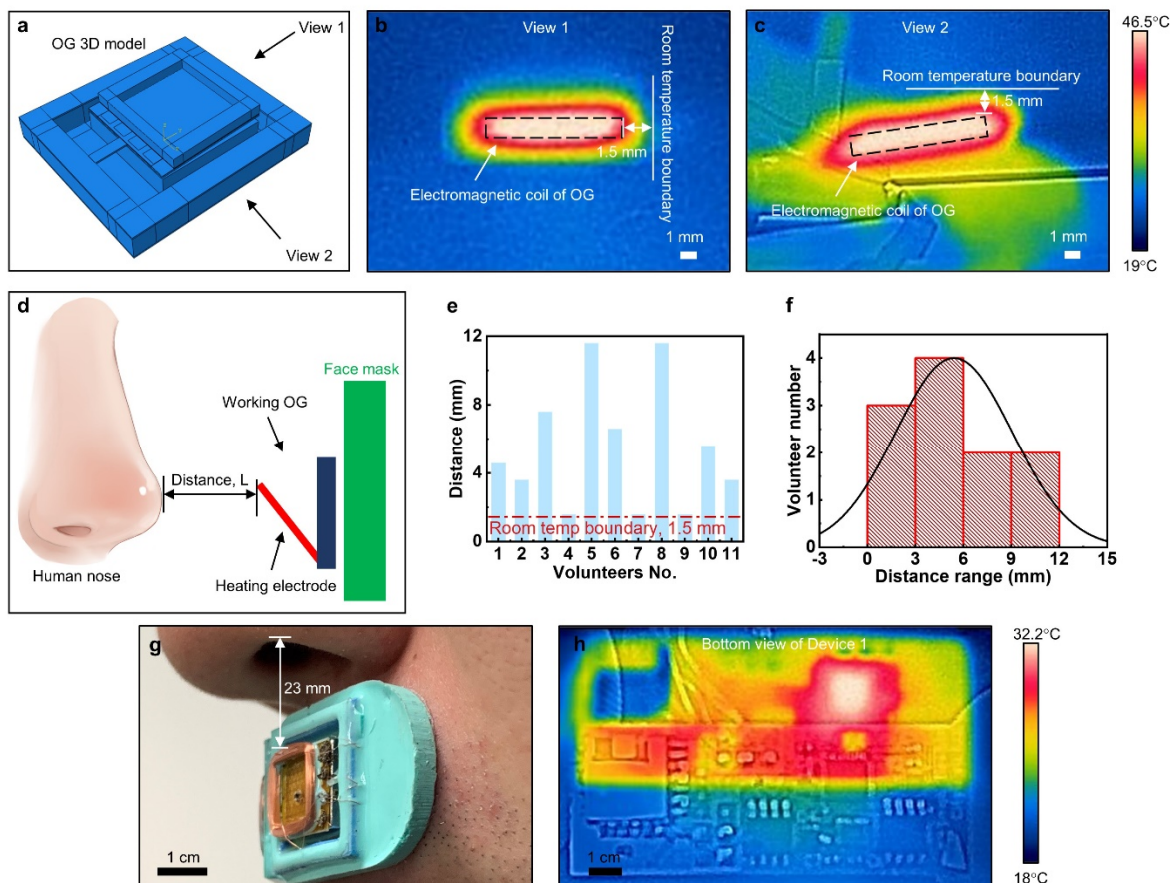 a
OG 3D model
View 1
View 2
b
View 1
Room temperature boundary
1.5 mm
Electromagnetic coil of OG
1 mm
c
View 2
Room temperature boundary
1.5 mm
Electromagnetic coil of OG
1 mm
46.5°C
19°C
d
Face mask
Working OG
Distance, L
Heating electrode
Human nose
e
12
8
4
0
Distance (mm)
Room temp boundary, 1.5 mm
1 2 3 4 5 6 7 8 9 10 11
Volunteers No.
f
4
3
2
1
0
Volunteer number
-3 0 3 6 9 12 15
Distance range (mm)
g
23 mm
1 cm
h
Bottom view of Device 1
1 cm
32.2°C
18°C